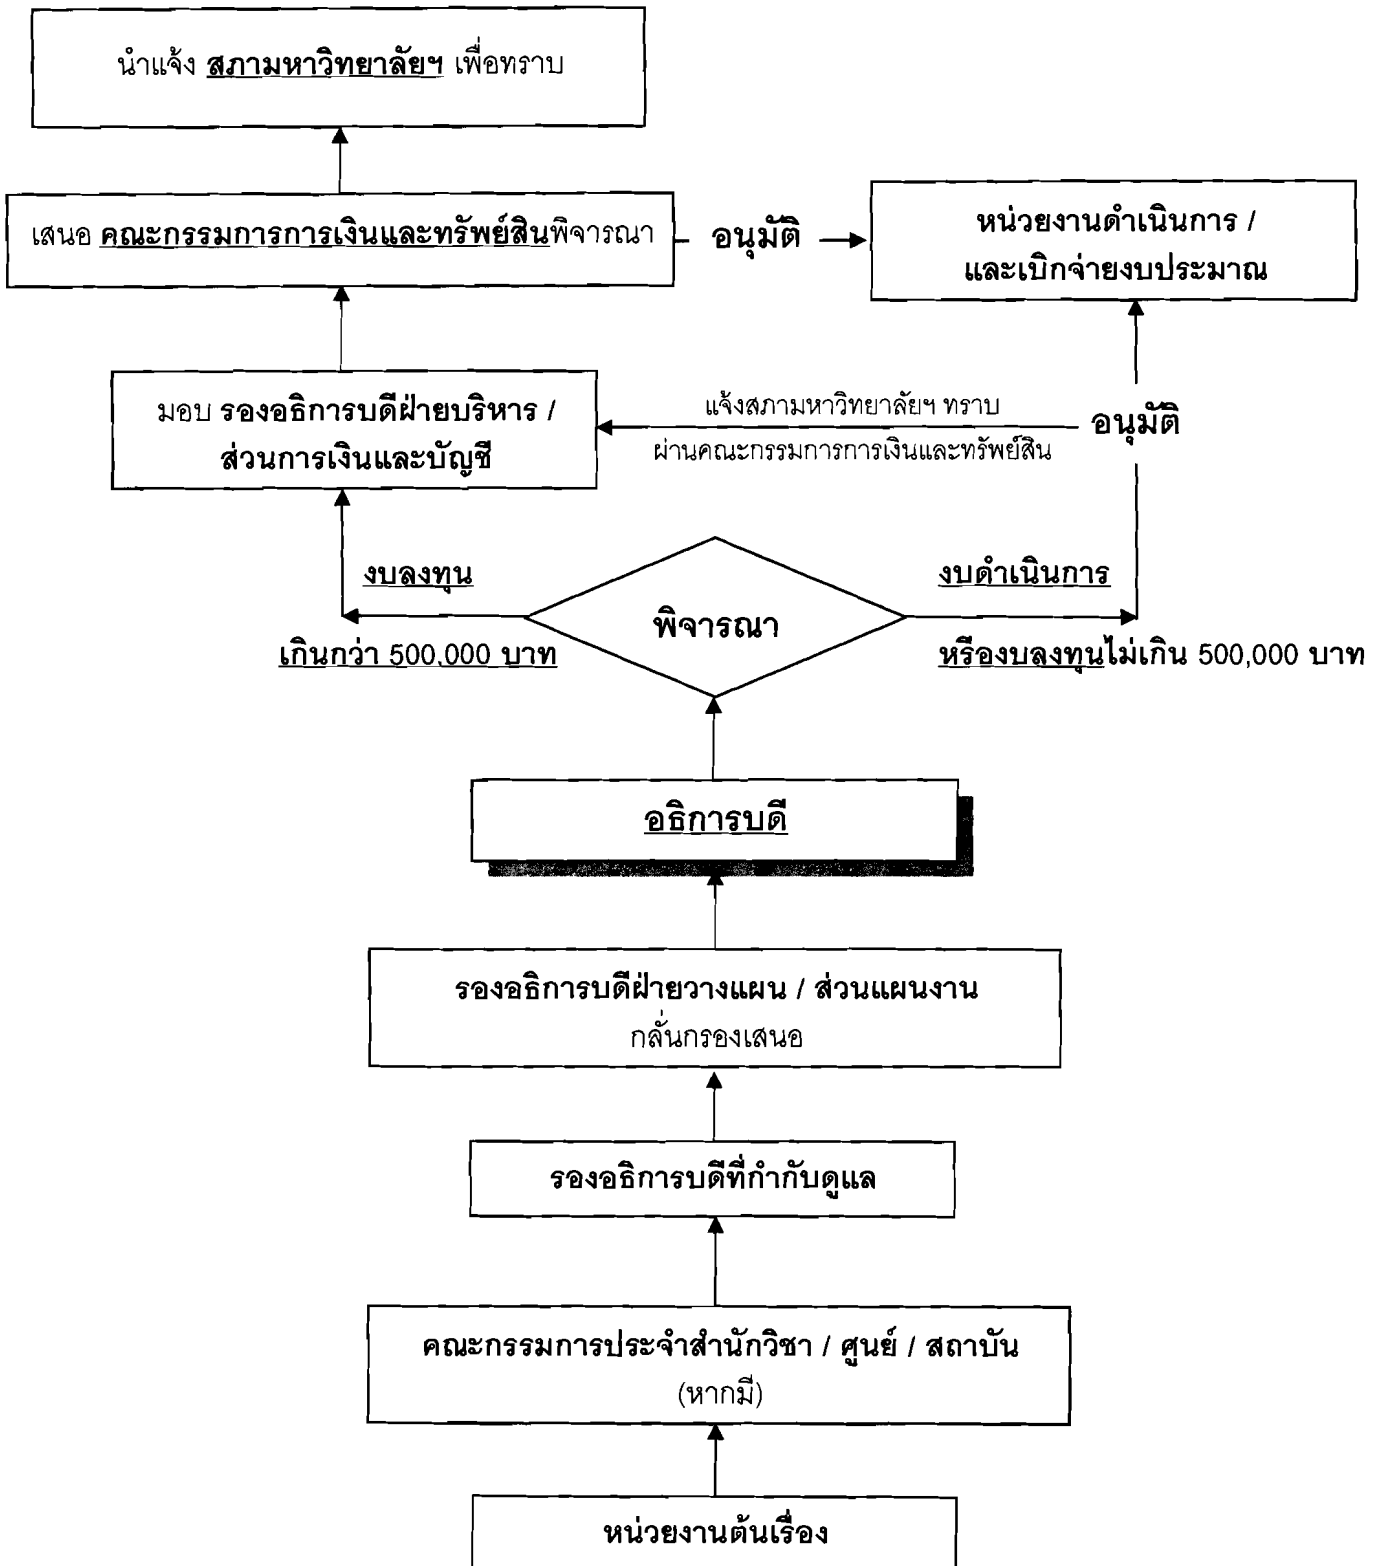 นำแจ้ง สภามหาวิทยาลัยฯ เพื่อทราบ
เสนอ คณะกรรมการการเงินและทรัพย์สินพิจารณา
อนุมัติ
หน่วยงานดำเนินการ /
และเบิกจ่ายงบประมาณ
มอบ รองอธิการบดีฝ่ายบริหาร /
ส่วนการเงินและบัญชี
แจ้งสภามหาวิทยาลัยฯ ทราบ
ผ่านคณะกรรมการการเงินและทรัพย์สิน
อนุมัติ
งบลงทุน
เกินกว่า 500,000 บาท
พิจารณา
งบดำเนินการ
หรืองบลงทุนไม่เกิน 500,000 บาท
อธิการบดี
รองอธิการบดีฝ่ายวางแผน / ส่วนแผนงาน
กลั่นกรองเสนอ
รองอธิการบดีที่กำกับดูแล
คณะกรรมการประจำสำนักวิชา / ศูนย์ / สถาบัน
(หากมี)
หน่วยงานต้นเรื่อง